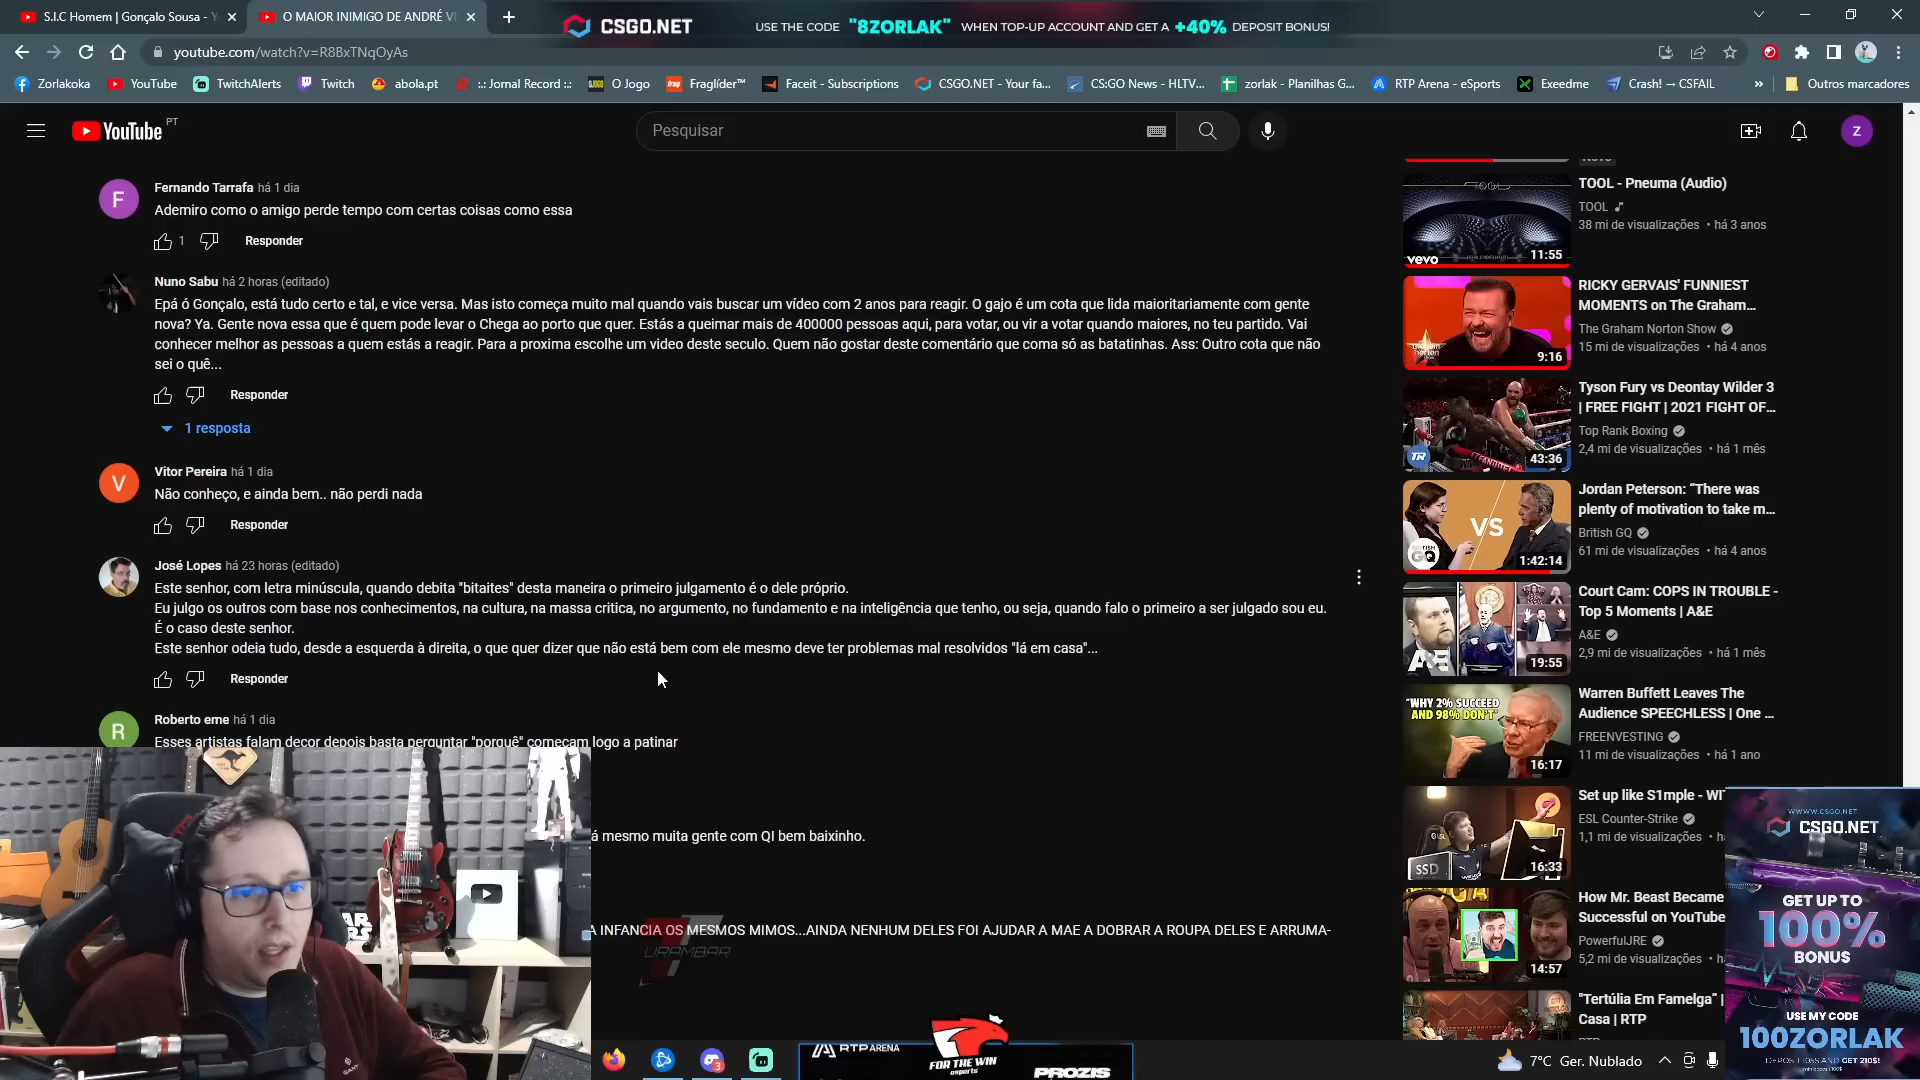 S.I.C Homem | Gonçalo Sousa - Y
O MAIOR INIMIGO DE ANDRÉ V
CSGO.NET
USE THE CODE "8ZORLAK" WHEN TOP-UP ACCOUNT AND GET A +40% DEPOSIT BONUS!
youtube.com/watch?v=R8BxTNqOyAs
Zorlakoka
YouTube
TwitchAlerts
Twitch
abola.pt
::: Jornal Record :::
O Jogo
Fraglíder™
Faceit - Subscriptions
CSGO.NET - Your fa...
CS:GO News - HLTV...
zorlak - Planilhas G...
RTP Arena - eSports
Exeedme
Crash! → CSFAIL
»
Outros marcadores
YouTube PT
Pesquisar
Z
F
Fernando Tarrafa há 1 dia
Ademiro como o amigo perde tempo com certas coisas como essa
1
Responder
Nuno Sabu há 2 horas (editado)
Epá ó Gonçalo, está tudo certo e tal, e vice versa. Mas isto começa muito mal quando vais buscar um vídeo com 2 anos para reagir. O gajo é um cota que lida maioritariamente com gente
nova? Ya. Gente nova essa que é quem pode levar o Chega ao porto que quer. Estás a queimar mais de 400000 pessoas aqui, para votar, ou vir a votar quando maiores, no teu partido. Vai
conhecer melhor as pessoas a quem estás a reagir. Para a proxima escolhe um video deste seculo. Quem não gostar deste comentário que coma só as batatinhas. Ass: Outro cota que não
sei o quê...
Responder
1 resposta
V
Vitor Pereira há 1 dia
Não conheço, e ainda bem.. não perdi nada
Responder
José Lopes há 23 horas (editado)
Este senhor, com letra minúscula, quando debita "bitaites" desta maneira o primeiro julgamento é o dele próprio.
Eu julgo os outros com base nos conhecimentos, na cultura, na massa critica, no argumento, no fundamento e na inteligência que tenho, ou seja, quando falo o primeiro a ser julgado sou eu.
É o caso deste senhor.
Este senhor odeia tudo, desde a esquerda à direita, o que quer dizer que não está bem com ele mesmo deve ter problemas mal resolvidos "lá em casa"...
Responder
R
Roberto eme há 1 dia
Esses artistas falam decor depois basta perguntar "porquê" começam logo a patinar
á mesmo muita gente com QI bem baixinho.
A INFANCIA OS MESMOS MIMOS...AINDA NENHUM DELES FOI AJUDAR A MAE A DOBRAR A ROUPA DELES E ARRUMA-
URAMBAR
STAR
WARS
GANT
RTP ARENA
FOR THE WIN
esports
PROZIS
3
7°C Ger. Nublado
TOOL
vevo
11:55
TOOL - Pneuma (Audio)
TOOL
38 mi de visualizações • há 3 anos
9:16
RICKY GERVAIS' FUNNIEST
MOMENTS on The Graham...
The Graham Norton Show
15 mi de visualizações • há 4 anos
TR
43:36
Tyson Fury vs Deontay Wilder 3
| FREE FIGHT | 2021 FIGHT OF...
Top Rank Boxing
2,4 mi de visualizações • há 1 mês
VS
BRITISH
GQ
1:42:14
Jordan Peterson: “There was
plenty of motivation to take m...
British GQ
61 mi de visualizações • há 4 anos
A&E
19:55
Court Cam: COPS IN TROUBLE -
Top 5 Moments | A&E
A&E
2,9 mi de visualizações • há 1 mês
"WHY 2% SUCCEED
AND 98% DON'T"
16:17
Warren Buffett Leaves The
Audience SPEECHLESS | One ...
FREENVESTING
11 mi de visualizações • há 1 ano
SSD
16:33
Set up like S1mple - WI
ESL Counter-Strike
1,1 mi de visualizações • h
14:57
How Mr. Beast Became
Successful on YouTube
PowerfulJRE
5,2 mi de visualizações • h
"Tertúlia Em Famelga” |
Casa | RTP
WWW.CSGO.NET
CSGO.NET
GET UP TO
100%
BONUS
USE MY CODE
100ZORLAK